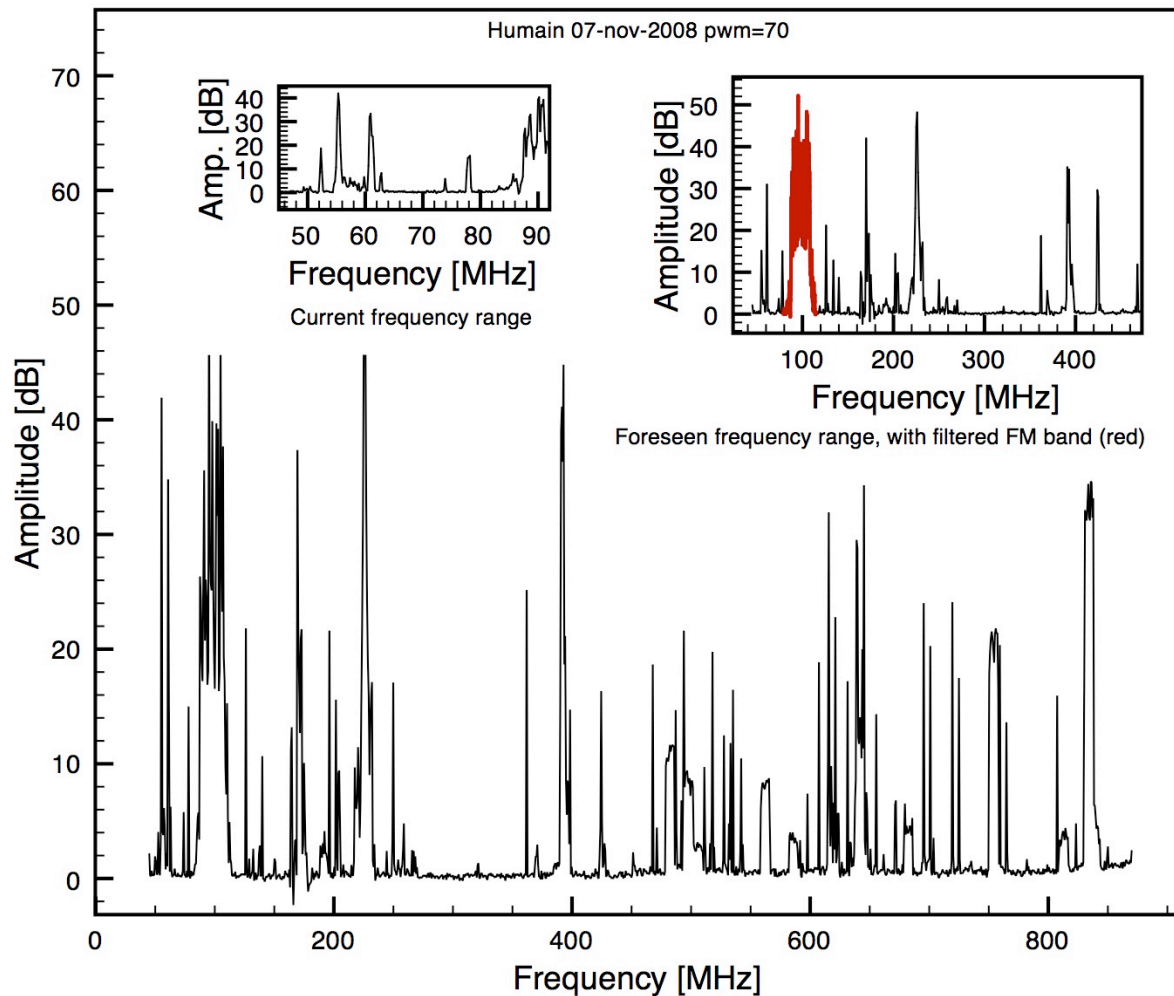 Humain 07-nov-2008 pwm=70
Amp. [dB]
40
30
20
10
0
50 60 70 80 90
Frequency [MHz]
Current frequency range
Amplitude [dB]
50
40
30
20
10
0
100 200 300 400
Frequency [MHz]
Foreseen frequency range, with filtered FM band (red)
Amplitude [dB]
70
60
50
40
30
20
10
0
0 200 400 600 800
Frequency [MHz]